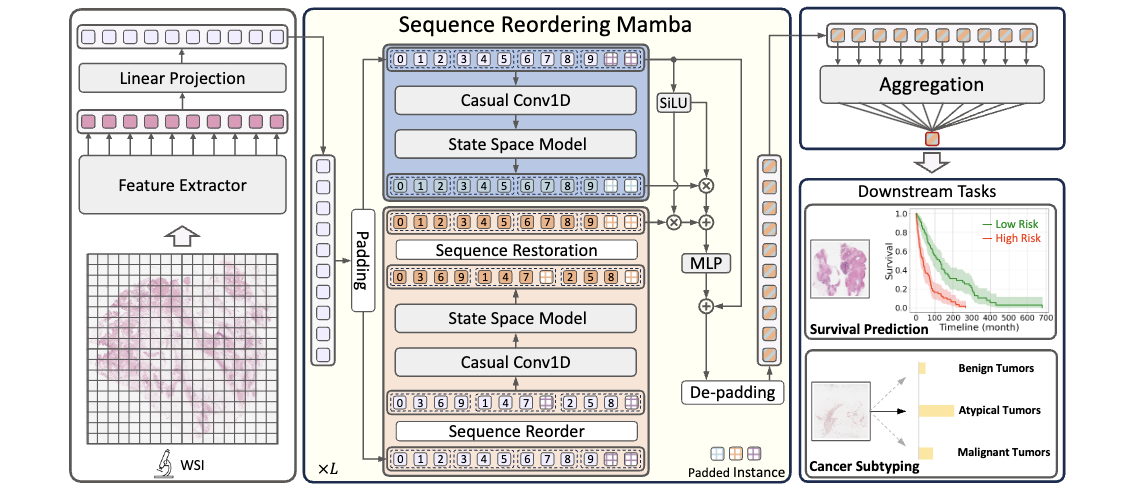 Linear Projection
Feature Extractor
WSI
Sequence Reordering Mamba
0 1 2 3 4 5 6 7 8 9
Casual Conv1D
State Space Model
0 1 2 3 4 5 6 7 8 9
0 1 2 3 4 5 6 7 8 9
Sequence Restoration
0 3 6 9 1 4 7 2 5 8
State Space Model
Casual Conv1D
0 3 6 9 1 4 7 2 5 8
Sequence Reorder
0 1 2 3 4 5 6 7 8 9
×L
Padding
SiLU
MLP
De-padding
Padded Instance
Aggregation
Downstream Tasks
Survival
1.0
0.8
0.6
0.4
0.2
0.0
Low Risk
High Risk
0 100 200 300 400 500 600 700
Timeline (month)
Survival Prediction
Benign Tumors
Atypical Tumors
Malignant Tumors
Cancer Subtyping